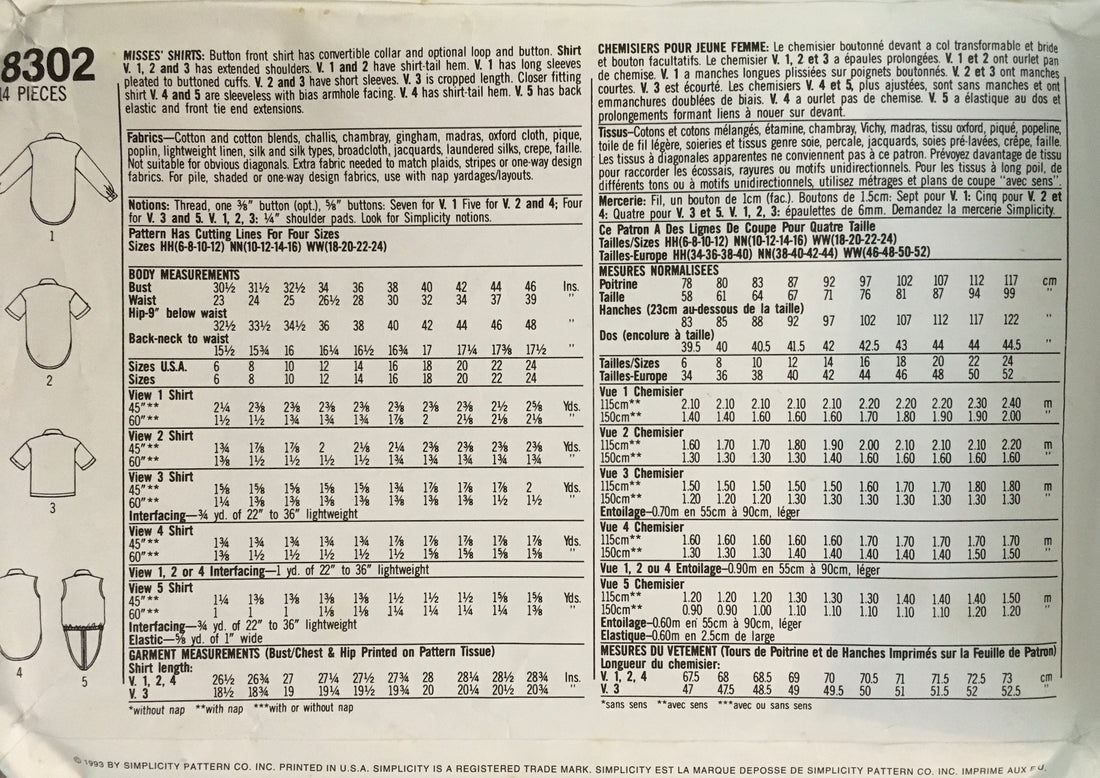 8302
4 PIECES
1
2
3
4
5
MISSES' SHIRTS: Button front shirt has convertible collar and optional loop and button. Shirt
V. 1, 2 and 3 has extended shoulders. V. 1 and 2 have shirt-tail hem. V. 1 has long sleeves
pleated to buttoned cuffs. V. 2 and 3 have short sleeves. V. 3 is cropped length. Closer fitting
shirt V. 4 and 5 are sleeveless with bias armhole facing. V. 4 has shirt-tail hem. V. 5 has back
elastic and front tie end extensions.
Fabrics—Cotton and cotton blends, challis, chambray, gingham, madras, oxford cloth, pique,
poplin, lightweight linen, silk and silk types, broadcloth, jacquards, laundered silks, crepe, faille.
Not suitable for obvious diagonals. Extra fabric needed to match plaids, stripes or one-way design
fabrics. For pile, shaded or one-way design fabrics, use with nap yardages/layouts.
Notions: Thread, one ⅜" button (opt.), ⅝" buttons: Seven for V. 1 Five for V. 2 and 4; Four
for V. 3 and 5. V. 1, 2, 3: ¼" shoulder pads. Look for Simplicity notions.
Pattern Has Cutting Lines For Four Sizes
Sizes HH(6-8-10-12) NN(10-12-14-16) WW(18-20-22-24)
BODY MEASUREMENTS
Bust 30½ 31½ 32½ 34 36 38 40 42 44 46 Ins.
Waist 23 24 25 26½ 28 30 32 34 37 39 "
Hip-9" below waist
32½ 33½ 34½ 36 38 40 42 44 46 48 "
Back-neck to waist
15½ 15¾ 16 16¼ 16½ 16¾ 17 17¼ 17⅜ 17½ "
Sizes U.S.A. 6 8 10 12 14 16 18 20 22 24
Sizes 6 8 10 12 14 16 18 20 22 24
View 1 Shirt
45"** 2¼ 2⅜ 2⅜ 2⅜ 2⅜ 2⅜ 2⅜ 2⅜ 2½ 2⅝ Yds.
60"** 1½ 1½ 1¾ 1¾ 1¾ 1⅞ 2 2⅛ 2⅛ 2⅛ "
View 2 Shirt
45"** 1¾ 1⅞ 1⅞ 2 2⅛ 2¼ 2⅜ 2⅜ 2⅜ 2⅜ Yds.
60"** 1⅜ 1½ 1½ 1½ 1½ 1¾ 1¾ 1¾ 1¾ 1¾ "
View 3 Shirt
45"** 1⅝ 1⅝ 1⅝ 1⅝ 1⅝ 1¾ 1⅞ 1⅞ 1⅞ 2 Yds.
60"** 1¼ 1⅜ 1⅜ 1⅜ 1⅜ 1⅜ 1⅜ 1⅜ 1½ 1½ "
Interfacing—¾ yd. of 22" to 36" lightweight
View 4 Shirt
45"** 1¾ 1¾ 1¾ 1¾ 1¾ 1⅞ 1⅞ 1⅞ 1⅞ 1⅞ Yds.
60"** 1⅜ 1½ 1½ 1½ 1½ 1½ 1⅝ 1⅝ 1⅝ 1⅝ "
View 1, 2 or 4 Interfacing—1 yd. of 22" to 36" lightweight
View 5 Shirt
45"** 1¼ 1⅜ 1⅜ 1⅜ 1⅜ 1½ 1½ 1½ 1⅝ 1⅝ Yds.
60"** 1 1 1 1⅛ 1⅛ 1¼ 1¼ 1¼ 1¼ 1⅜ "
Interfacing—¾ yd. of 22" to 36" lightweight
Elastic—⅝ yd. of 1" wide
GARMENT MEASUREMENTS (Bust/Chest & Hip Printed on Pattern Tissue)
Shirt length:
V. 1, 2, 4 26½ 26¾ 27 27¼ 27½ 27¾ 28 28¼ 28½ 28¾ Ins.
V. 3 18½ 18¾ 19 19¼ 19½ 19¾ 20 20¼ 20½ 20¾ "
*without nap **with nap ***with or without nap
CHEMISIERS POUR JEUNE FEMME: Le chemisier boutonné devant a col transformable et bride
et bouton facultatifs. Le chemisier V. 1, 2 et 3 a épaules prolongées. V. 1 et 2 ont ourlet pan
de chemise. V. 1 a manches longues plissées sur poignets boutonnés. V. 2 et 3 ont manches
courtes. V. 3 est écourté. Les chemisiers V. 4 et 5, plus ajustées, sont sans manches et ont
emmanchures doublées de biais. V. 4 a ourlet pas de chemise. V. 5 a élastique au dos et
prolongements formant liens à nouer sur devant.
Tissus—Cotons et cotons mélangés, étamine, chambray, Vichy, madras, tissu oxford, piqué, popeline,
toile de fil légère, soieries et tissus genre soie, percale, jacquards, soies pré-lavées, crêpe, faille.
Les tissus à diagonales apparentes ne conviennent pas à ce patron. Prévoyez davantage de tissu
pour raccorder les écossais, rayures ou motifs unidirectionnels. Pour les tissus à long poil, de
différents tons ou à motifs unidirectionnels, utilisez métrages et plans de coupe "avec sens".
Mercerie: Fil, un bouton de 1cm (fac.). Boutons de 1.5cm: Sept pour V. 1: Cinq pour V. 2 et
4: Quatre pour V. 3 et 5. V. 1, 2, 3: épaulettes de 6mm. Demandez la mercerie Simplicity.
Ce Patron A Des Lignes De Coupe Pour Quatre Taille
Tailles/Sizes HH(6-8-10-12) NN(10-12-14-16) WW(18-20-22-24)
Tailles-Europe HH(34-36-38-40) NN(38-40-42-44) WW(46-48-50-52)
MESURES NORMALISEES
Poitrine 78 80 83 87 92 97 102 107 112 117 cm
Taille 58 61 64 67 71 76 81 87 94 99 "
Hanches (23cm au-dessous de la taille)
83 85 88 92 97 102 107 112 117 122 "
Dos (encolure à taille)
39.5 40 40.5 41.5 42 42.5 43 44 44 44.5 "
Tailles/Sizes 6 8 10 12 14 16 18 20 22 24
Tailles-Europe 34 36 38 40 42 44 46 48 50 52
Vue 1 Chemisier
115cm** 2.10 2.10 2.10 2.10 2.10 2.20 2.20 2.20 2.30 2.40 m
150cm** 1.40 1.40 1.60 1.60 1.60 1.70 1.80 1.90 1.90 2.00 "
Vue 2 Chemisier
115cm** 1.60 1.70 1.70 1.80 1.90 2.00 2.10 2.10 2.10 2.20 m
150cm** 1.30 1.30 1.30 1.30 1.40 1.60 1.60 1.60 1.60 1.60 "
Vue 3 Chemisier
115cm** 1.50 1.50 1.50 1.50 1.50 1.60 1.70 1.70 1.80 1.80 m
150cm** 1.20 1.20 1.20 1.30 1.30 1.30 1.30 1.30 1.30 1.30 "
Entoilage—0.70m en 55cm à 90cm, léger
Vue 4 Chemisier
115cm** 1.60 1.60 1.60 1.60 1.60 1.70 1.70 1.70 1.70 1.70 m
150cm** 1.30 1.30 1.30 1.40 1.40 1.40 1.40 1.40 1.50 1.50 "
Vue 1, 2 ou 4 Entoilage—0.90m en 55cm à 90cm, léger
Vue 5 Chemisier
115cm** 1.20 1.20 1.20 1.30 1.30 1.30 1.40 1.40 1.40 1.50 m
150cm** 0.90 0.90 1.00 1.10 1.10 1.10 1.10 1.10 1.20 1.20 "
Entoilage—0.60m en 55cm à 90cm, léger
Elastique—0.60m en 2.5cm de large
MESURES DU VETEMENT (Tours de Poitrine et de Hanches Imprimés sur la Feuille de Patron)
Longueur du chemisier:
V. 1, 2, 4 67.5 68 68.5 69 70 70.5 71 71.5 72.5 73 cm
V. 3 47 47.5 48.5 49 49.5 50 51 51.5 52 52.5 "
*sans sens **avec sens ***avec ou sans sens
© 1993 BY SIMPLICITY PATTERN CO. INC. PRINTED IN U.S.A. SIMPLICITY IS A REGISTERED TRADE MARK. SIMPLICITY EST LA MARQUE DEPOSSE DE SIMPLICITY PATTERN CO. INC. IMPRIME AUX